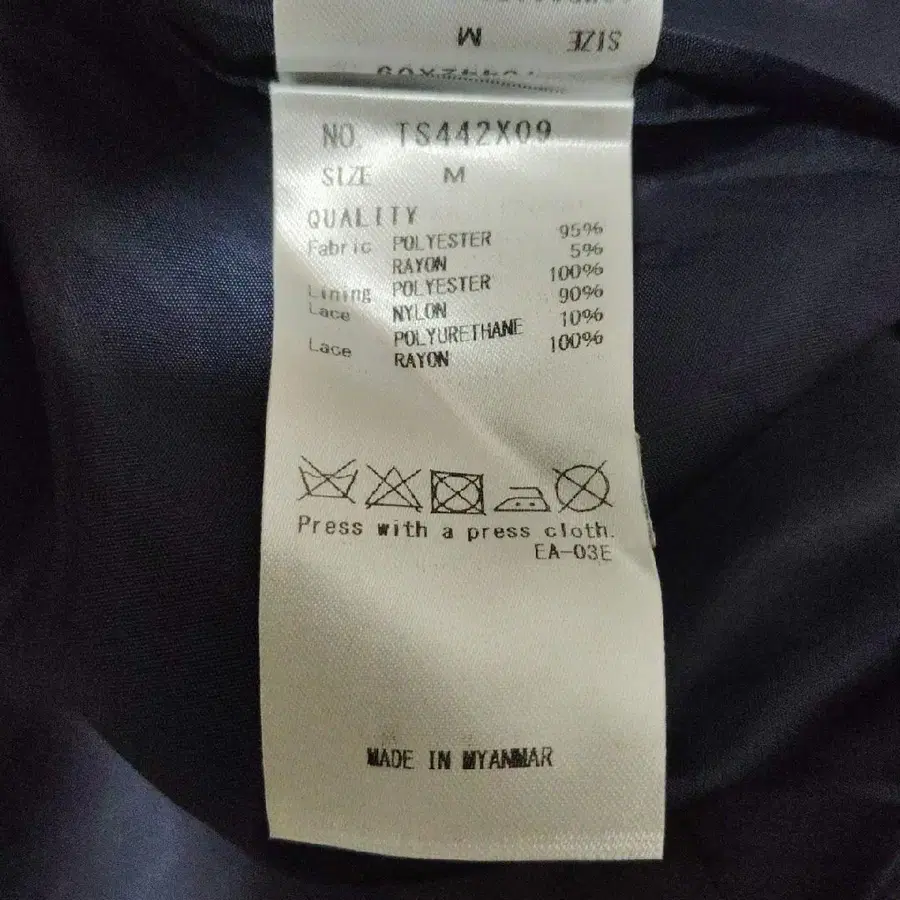 SIZE M
NO. TS442X09
SIZE M
QUALITY
Fabric POLYESTER 95%
RAYON 5%
Lining POLYESTER 100%
Lace NYLON 90%
POLYURETHANE 10%
Lace RAYON 100%
Press with a press cloth.
EA-03E
MADE IN MYANMAR